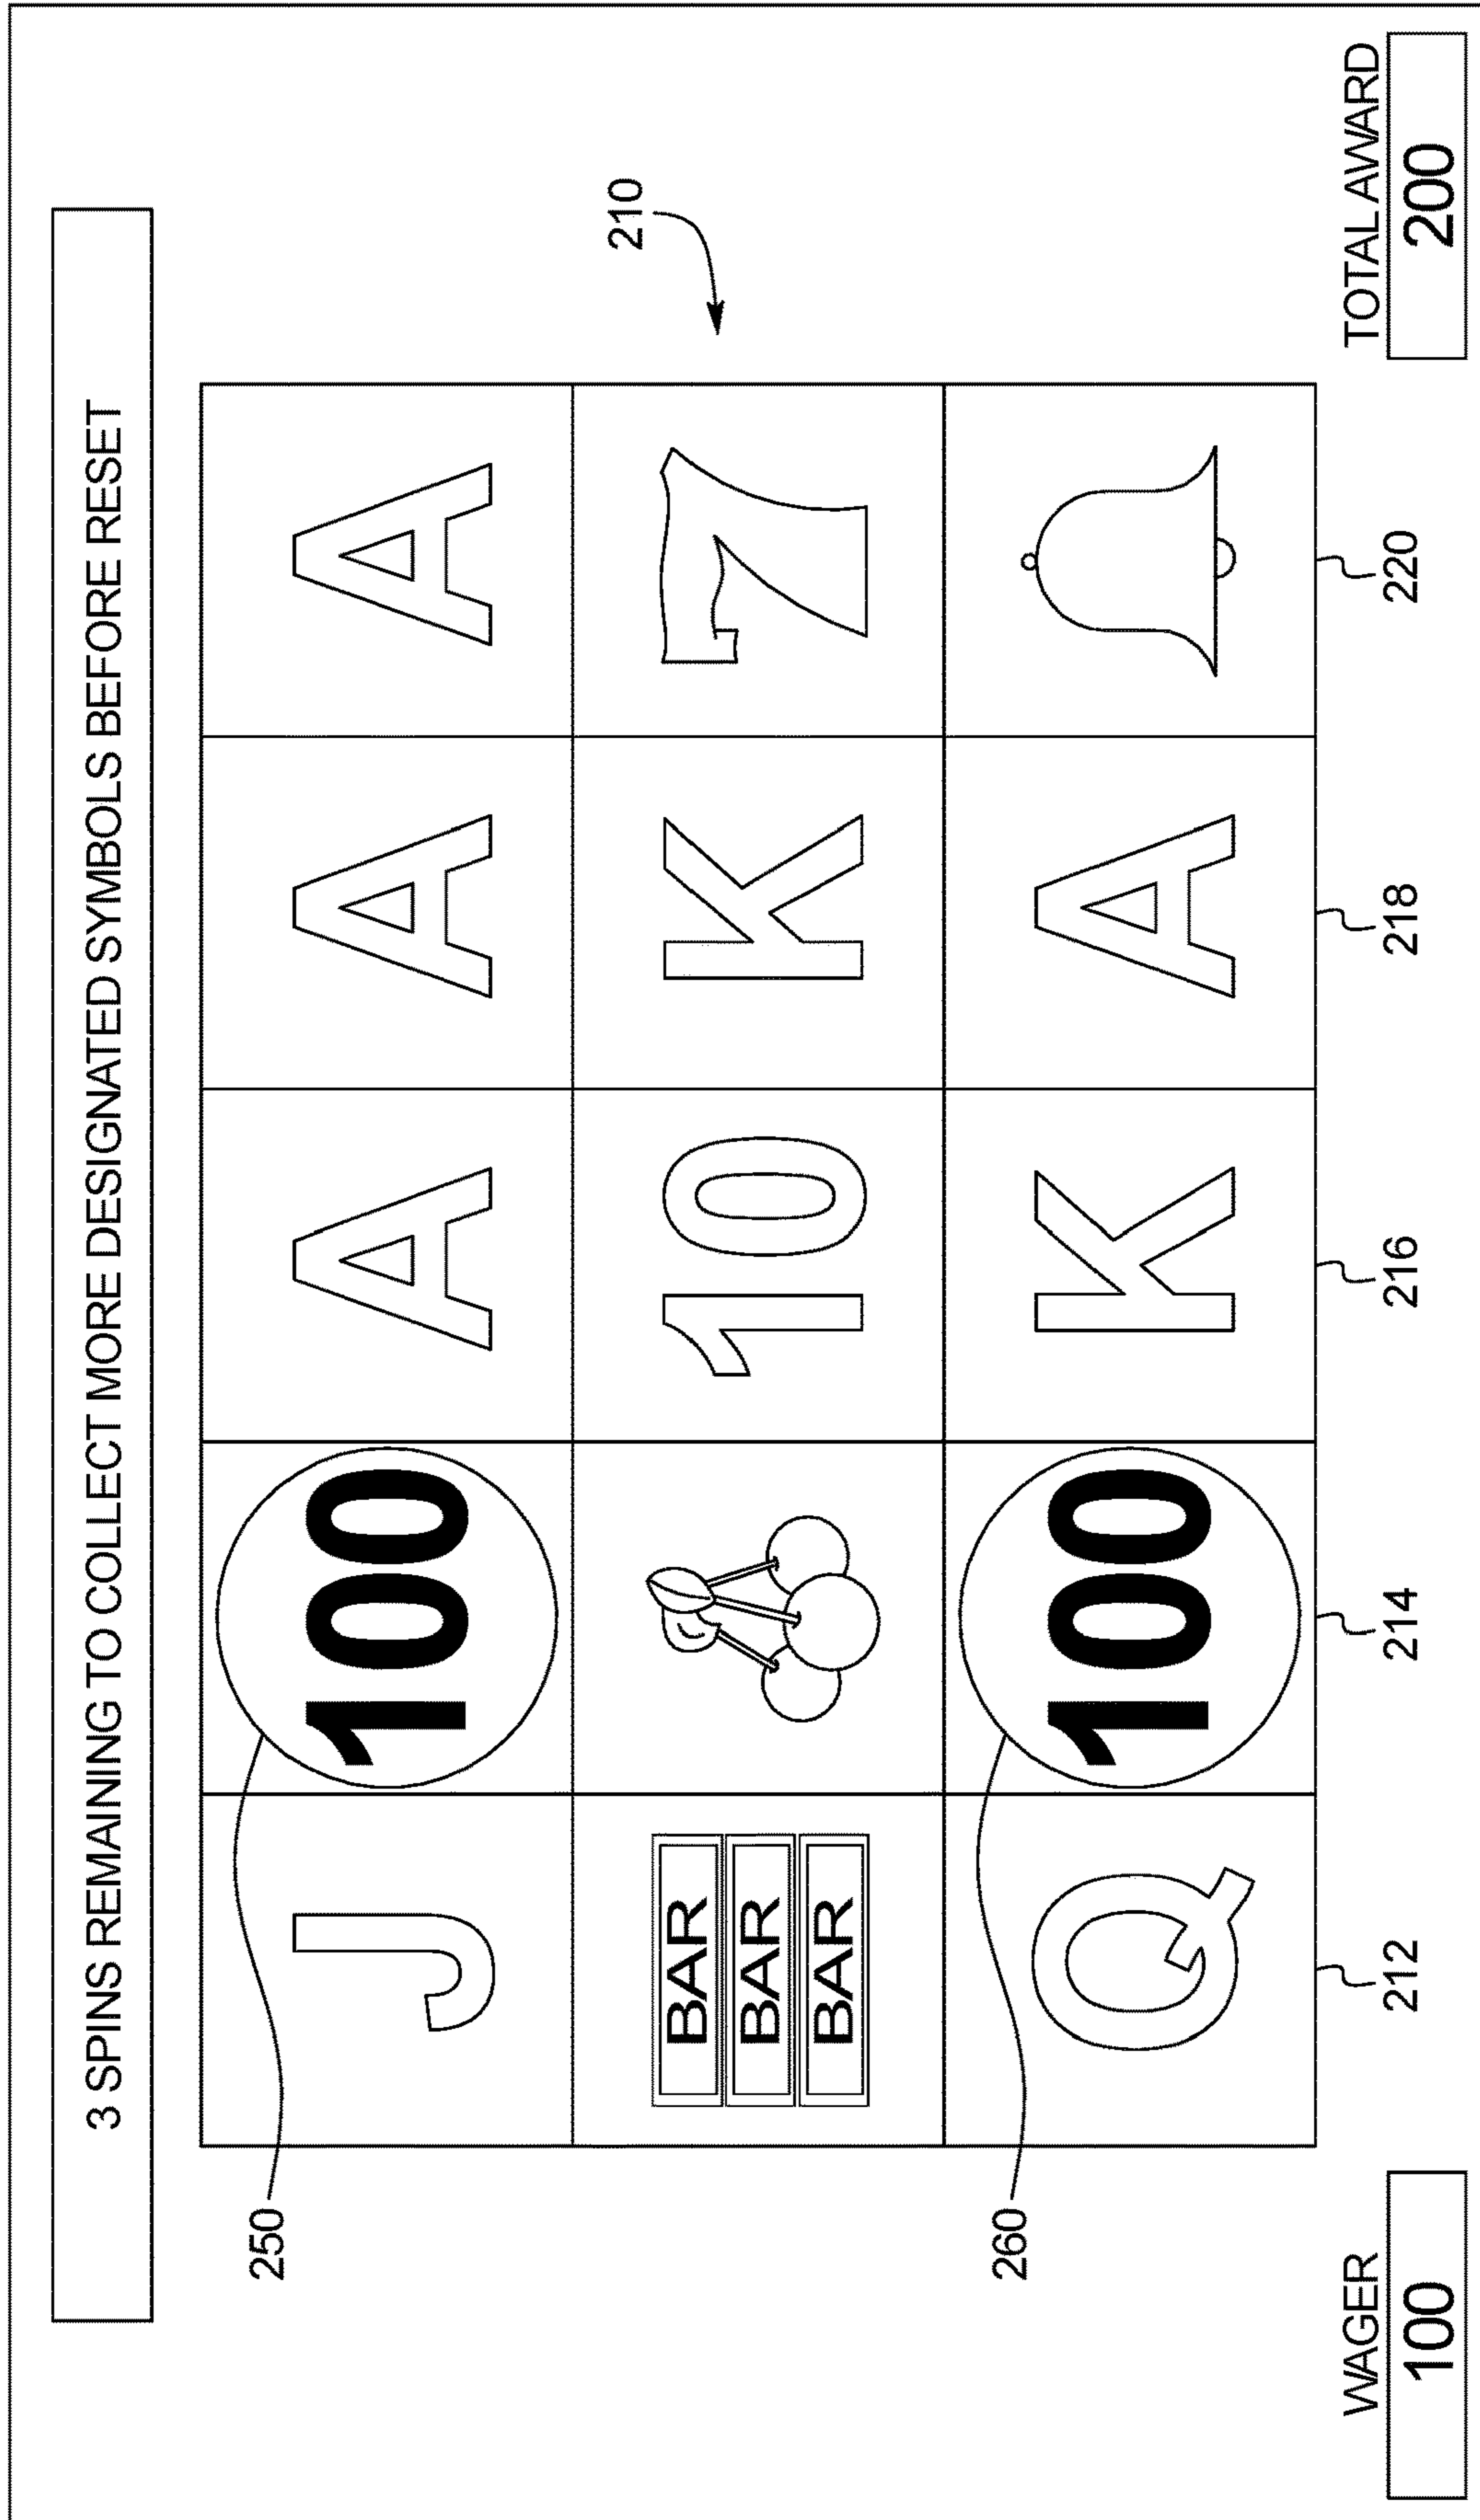 3 SPINS REMAINING TO COLLECT MORE DESIGNATED SYMBOLS BEFORE RESET
250
J 100 A A A
210
BAR
BAR
BAR
10 K 7
260
Q 100 K A
212 214 216 218 220
WAGER
100
TOTAL AWARD
200